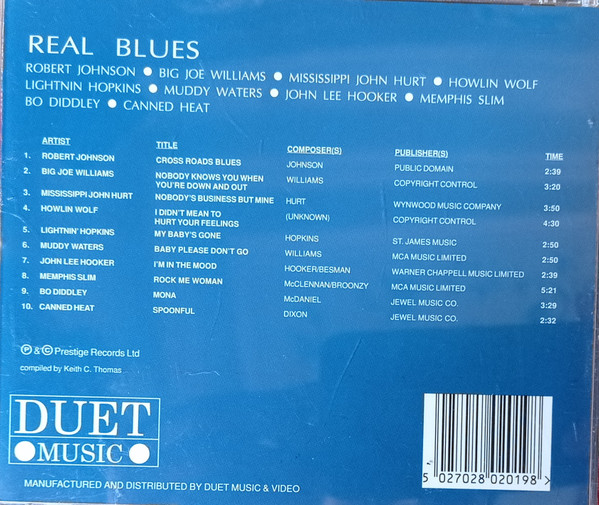 REAL BLUES
ROBERT JOHNSON ● BIG JOE WILLIAMS ● MISSISSIPPI JOHN HURT ● HOWLIN WOLF
LIGHTNIN HOPKINS ● MUDDY WATERS ● JOHN LEE HOOKER ● MEMPHIS SLIM
BO DIDDLEY ● CANNED HEAT
ARTIST TITLE COMPOSER(S) PUBLISHER(S) TIME
1. ROBERT JOHNSON CROSS ROADS BLUES JOHNSON PUBLIC DOMAIN 2:39
2. BIG JOE WILLIAMS NOBODY KNOWS YOU WHEN WILLIAMS COPYRIGHT CONTROL 3:20
YOU'RE DOWN AND OUT
3. MISSISSIPPI JOHN HURT NOBODY'S BUSINESS BUT MINE HURT WYNWOOD MUSIC COMPANY 3:50
4. HOWLIN WOLF I DIDN'T MEAN TO (UNKNOWN) COPYRIGHT CONTROL 4:30
HURT YOUR FEELINGS
5. LIGHTNIN' HOPKINS MY BABY'S GONE HOPKINS ST. JAMES MUSIC 2:50
6. MUDDY WATERS BABY PLEASE DON'T GO WILLIAMS MCA MUSIC LIMITED 2:50
7. JOHN LEE HOOKER I'M IN THE MOOD HOOKER/BESMAN WARNER CHAPPELL MUSIC LIMITED 2:39
8. MEMPHIS SLIM ROCK ME WOMAN McCLENNAN/BROONZY MCA MUSIC LIMITED 5:21
9. BO DIDDLEY MONA McDANIEL JEWEL MUSIC CO. 3:29
10. CANNED HEAT SPOONFUL DIXON JEWEL MUSIC CO. 2:32
℗ & © Prestige Records Ltd
compiled by Keith C. Thomas
DUET
●MUSIC●
5 027028 020198 >
MANUFACTURED AND DISTRIBUTED BY DUET MUSIC & VIDEO